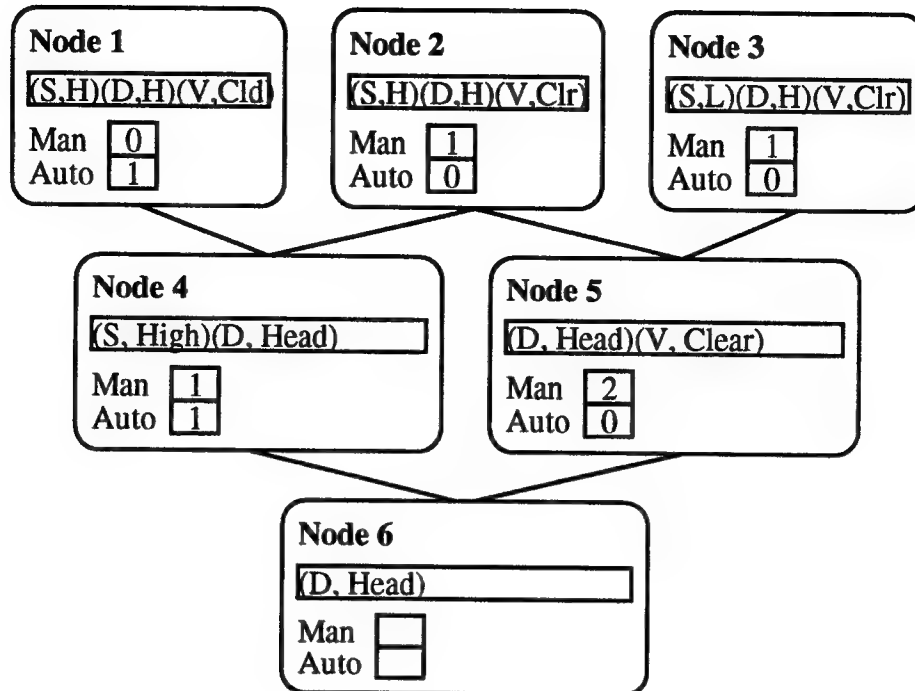 Node 1
(S,H)(D,H)(V,Cld)
Man 0
Auto 1
Node 2
(S,H)(D,H)(V,Clr)
Man 1
Auto 0
Node 3
(S,L)(D,H)(V,Clr)
Man 1
Auto 0
Node 4
(S, High)(D, Head)
Man 1
Auto 1
Node 5
(D, Head)(V, Clear)
Man 2
Auto 0
Node 6
(D, Head)
Man
Auto